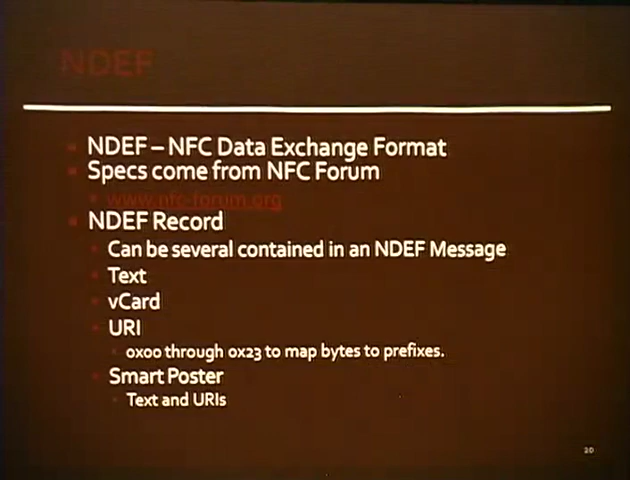 NDEF
NDEF – NFC Data Exchange Format
Specs come from NFC Forum
www.nfc-forum.org
NDEF Record
Can be several contained in an NDEF Message
Text
vCard
URI
0x00 through 0x23 to map bytes to prefixes.
Smart Poster
Text and URIs
20